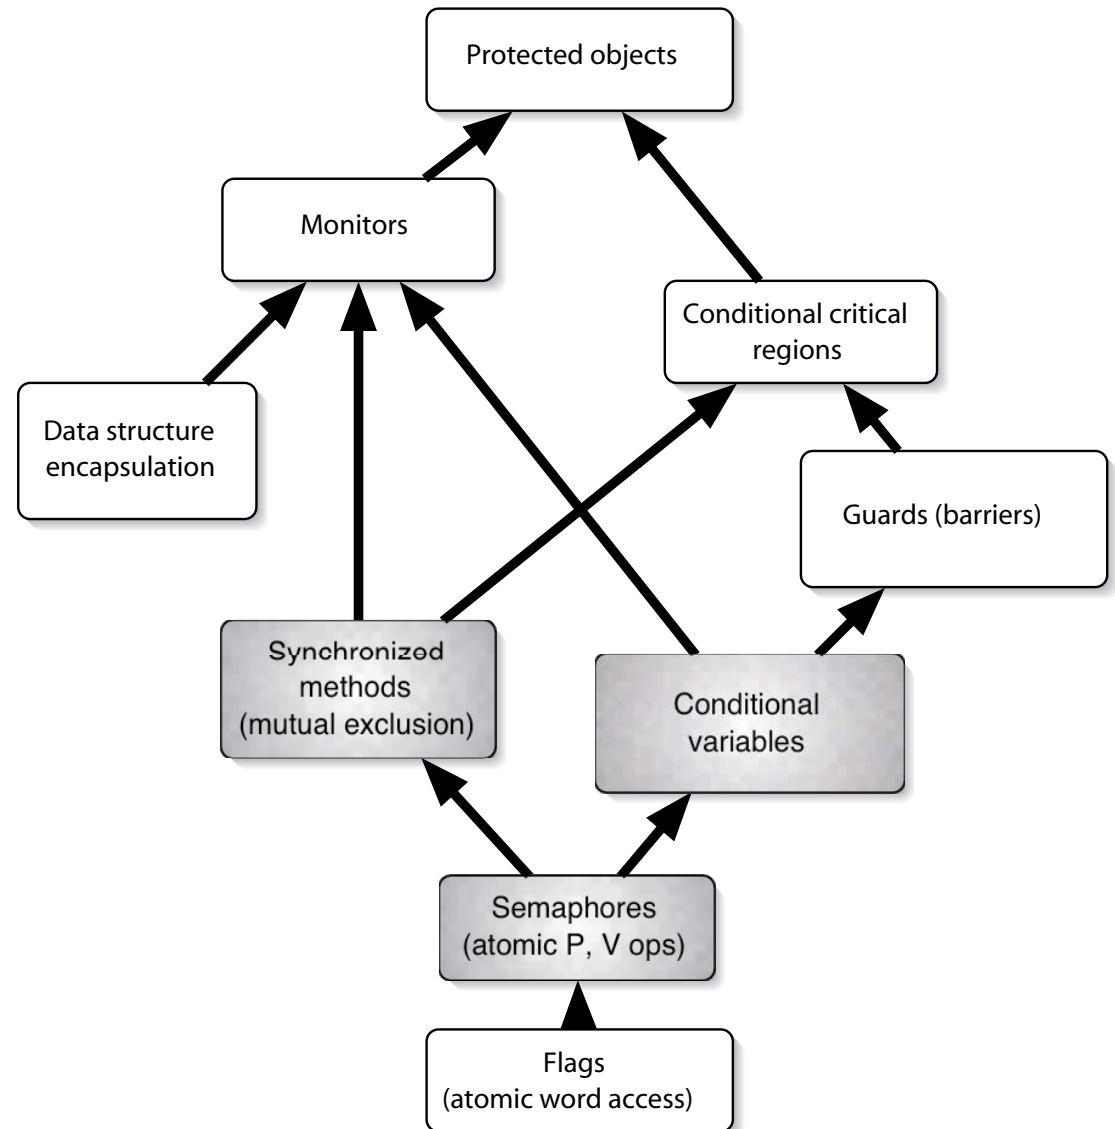 Protected objects
Monitors
Conditional critical
regions
Data structure
encapsulation
Guards (barriers)
Synchronized
methods
(mutual exclusion)
Conditional
variables
Semaphores
(atomic P, V ops)
Flags
(atomic word access)